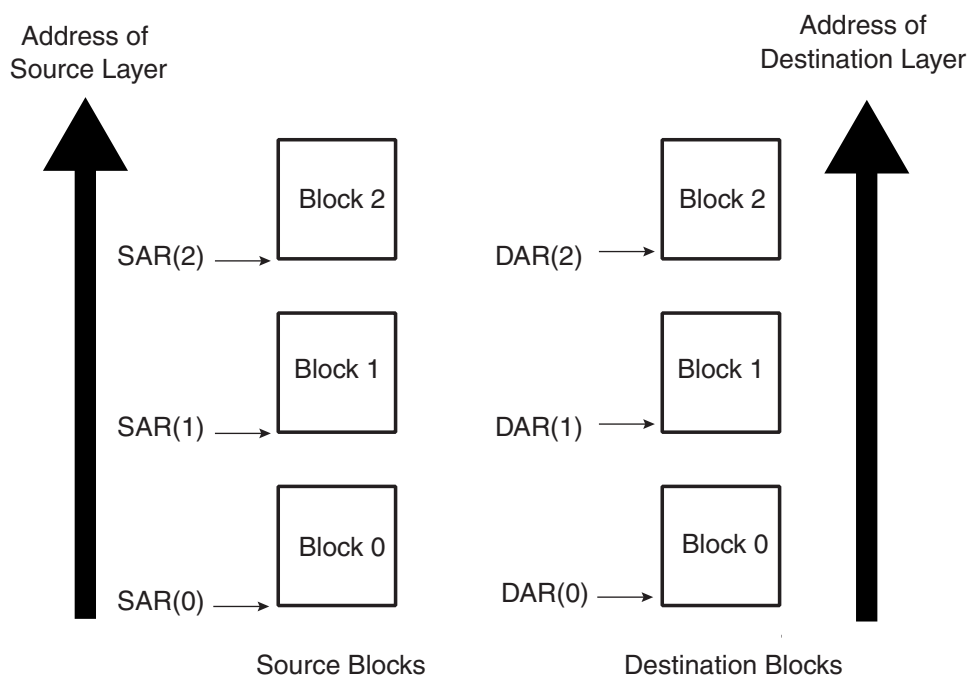 Address of
Source Layer
Address of
Destination Layer
Block 2
Block 2
SAR(2)
DAR(2)
Block 1
Block 1
SAR(1)
DAR(1)
Block 0
Block 0
SAR(0)
DAR(0)
Source Blocks
Destination Blocks